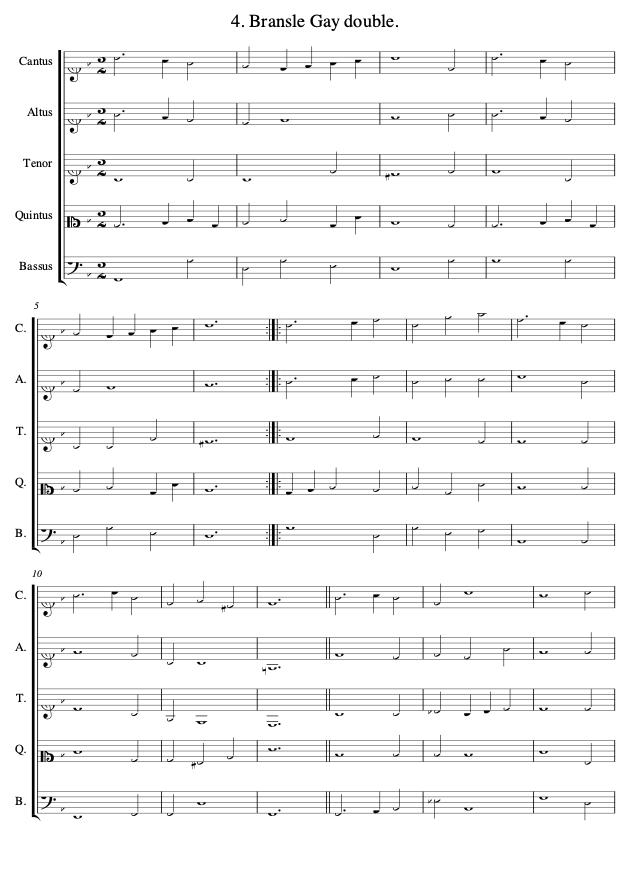 4. Bransle Gay double.
Cantus
Altus
Tenor
Quintus
Bassus
5
C.
A.
T.
Q.
B.
10
C.
A.
T.
Q.
B.